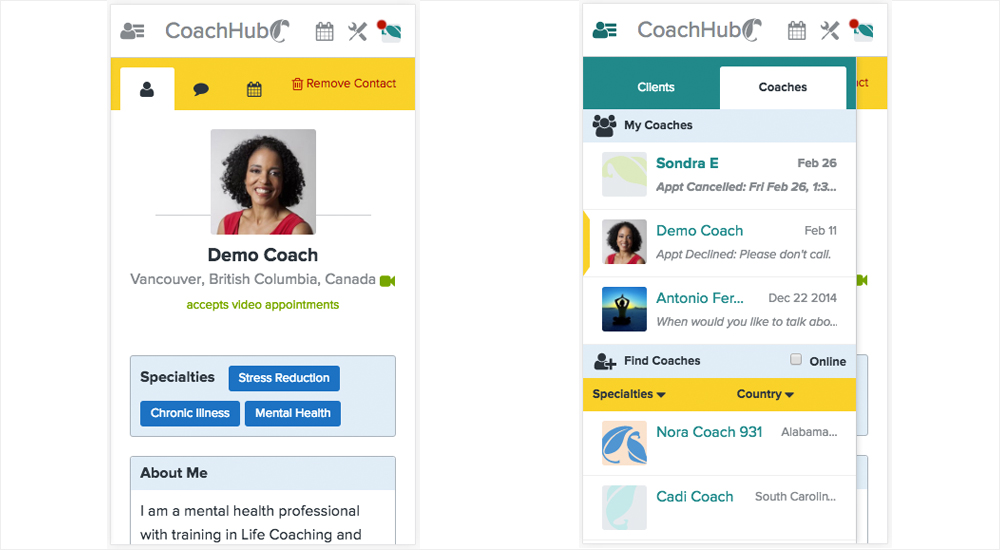 CoachHub
Remove Contact
Demo Coach
Vancouver, British Columbia, Canada
accepts video appointments
Specialties Stress Reduction
Chronic Illness Mental Health
About Me
I am a mental health professional
with training in Life Coaching and
CoachHub
Clients Coaches
My Coaches
Sondra E Feb 26
Appt Cancelled: Fri Feb 26, 1:3...
Demo Coach Feb 11
Appt Declined: Please don't call.
Antonio Fer... Dec 22 2014
When would you like to talk abo...
Find Coaches Online
Specialties Country
Nora Coach 931 Alabama...
Cadi Coach South Carolin...